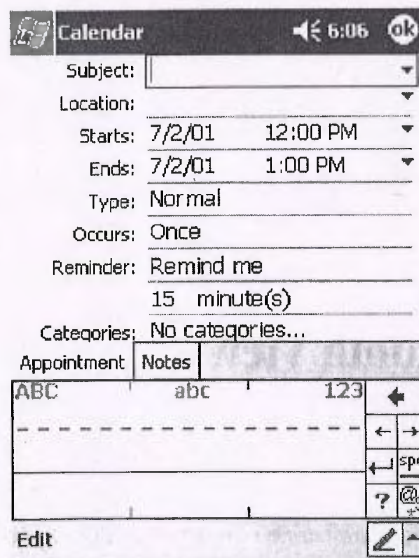 Calendar 6:06 ok
Subject:
Location:
Starts: 7/2/01 12:00 PM
Ends: 7/2/01 1:00 PM
Type: Normal
Occurs: Once
Reminder: Remind me
15 minute(s)
Categories: No categories...
Appointment Notes
ABC abc 123
spc
? @
Edit